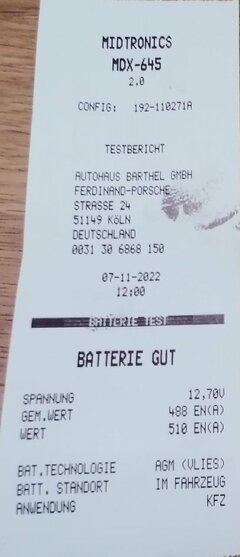 MIDTRONICS
MDX-645
2.0
CONFIG: 192-110271A
TESTBERICHT
AUTOHAUS BARTHEL GMBH
FERDINAND-PORSCHE-
STRASSE 24
51149 KöLN
DEUTSCHLAND
0031 30 6868 150
07-11-2022
12:00
BATTERIE TEST
BATTERIE GUT
SPANNUNG 12,70V
GEM.WERT 488 EN(A)
WERT 510 EN(A)
BAT.TECHNOLOGIE AGM (VLIES)
BATT. STANDORT IM FAHRZEUG
ANWENDUNG KFZ